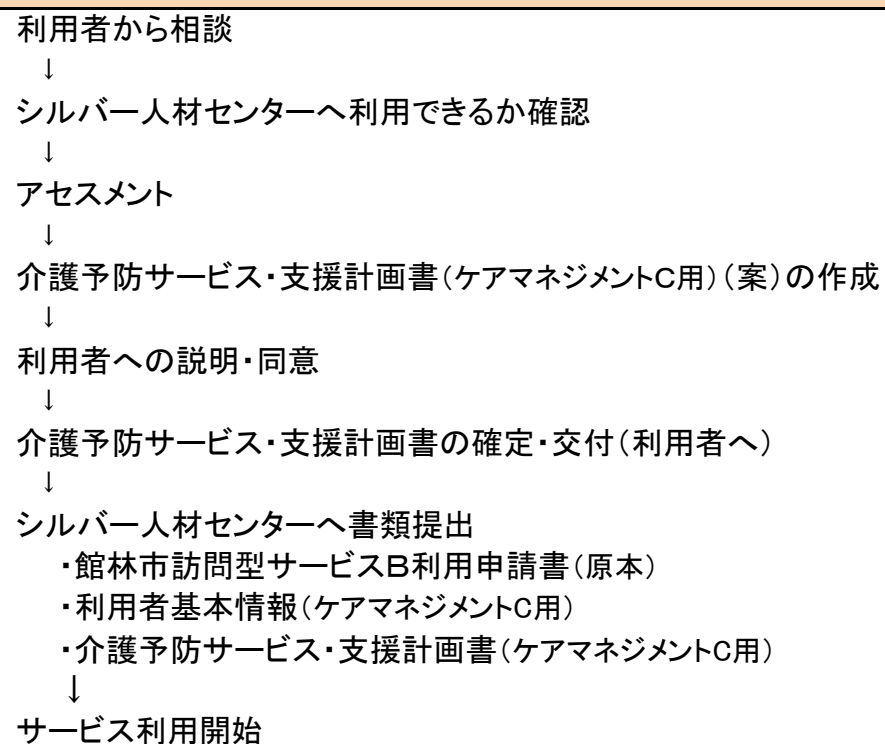 利用者から相談
↓
シルバー人材センターへ利用できるか確認
↓
アセスメント
↓
介護予防サービス・支援計画書(ケアマネジメントC用)(案)の作成
↓
利用者への説明・同意
↓
介護予防サービス・支援計画書の確定・交付(利用者へ)
↓
シルバー人材センターへ書類提出
・館林市訪問型サービスB利用申請書(原本)
・利用者基本情報(ケアマネジメントC用)
・介護予防サービス・支援計画書(ケアマネジメントC用)
↓
サービス利用開始